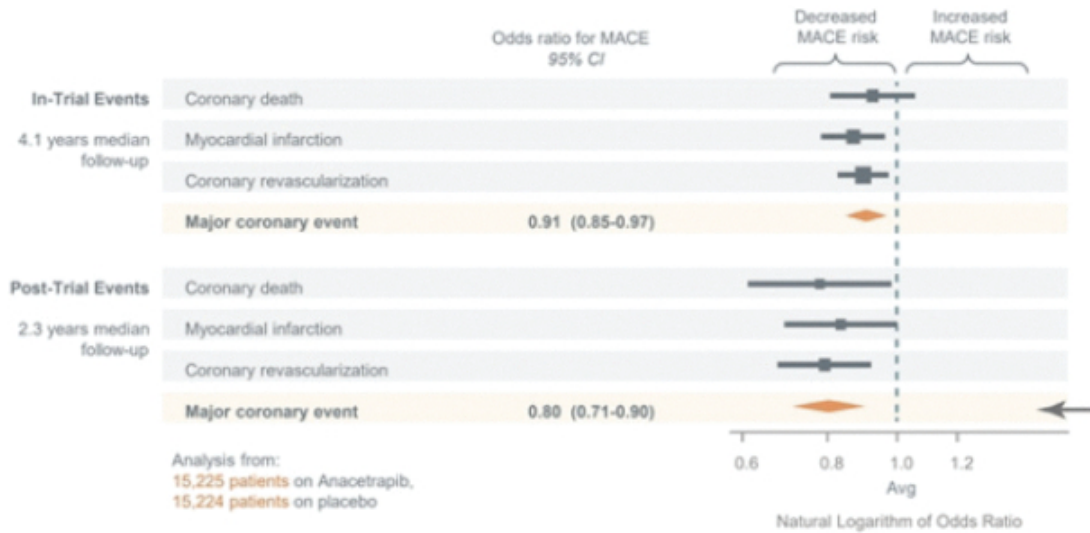 Decreased
MACE risk
Increased
MACE risk
Odds ratio for MACE
95% CI
In-Trial Events
4.1 years median
follow-up
Coronary death
Myocardial infarction
Coronary revascularization
Major coronary event 0.91 (0.85-0.97)
Post-Trial Events
2.3 years median
follow-up
Coronary death
Myocardial infarction
Coronary revascularization
Major coronary event 0.80 (0.71-0.90)
0.6 0.8 1.0 1.2
Avg
Natural Logarithm of Odds Ratio
Analysis from:
15,225 patients on Anacetrapib,
15,224 patients on placebo